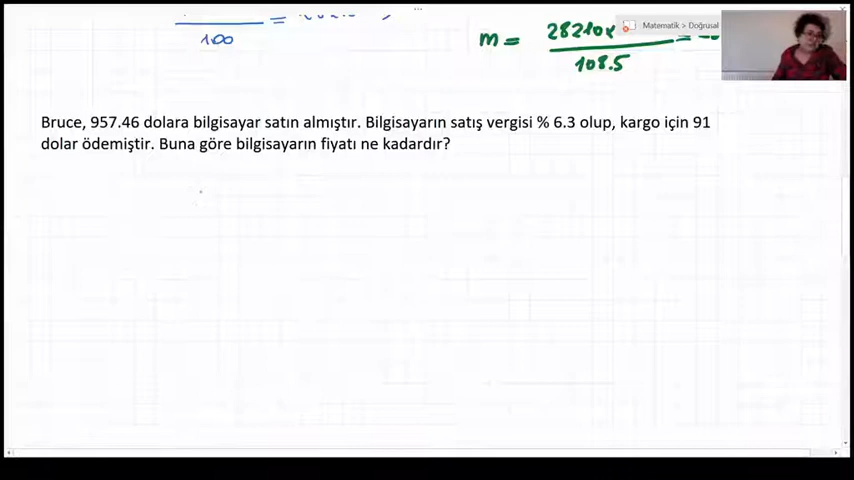 100
m = 28210x
108.5
Matematik > Doğrusal
Bruce, 957.46 dolara bilgisayar satın almıştır. Bilgisayarın satış vergisi % 6.3 olup, kargo için 91
dolar ödemiştir. Buna göre bilgisayarın fiyatı ne kadardır?